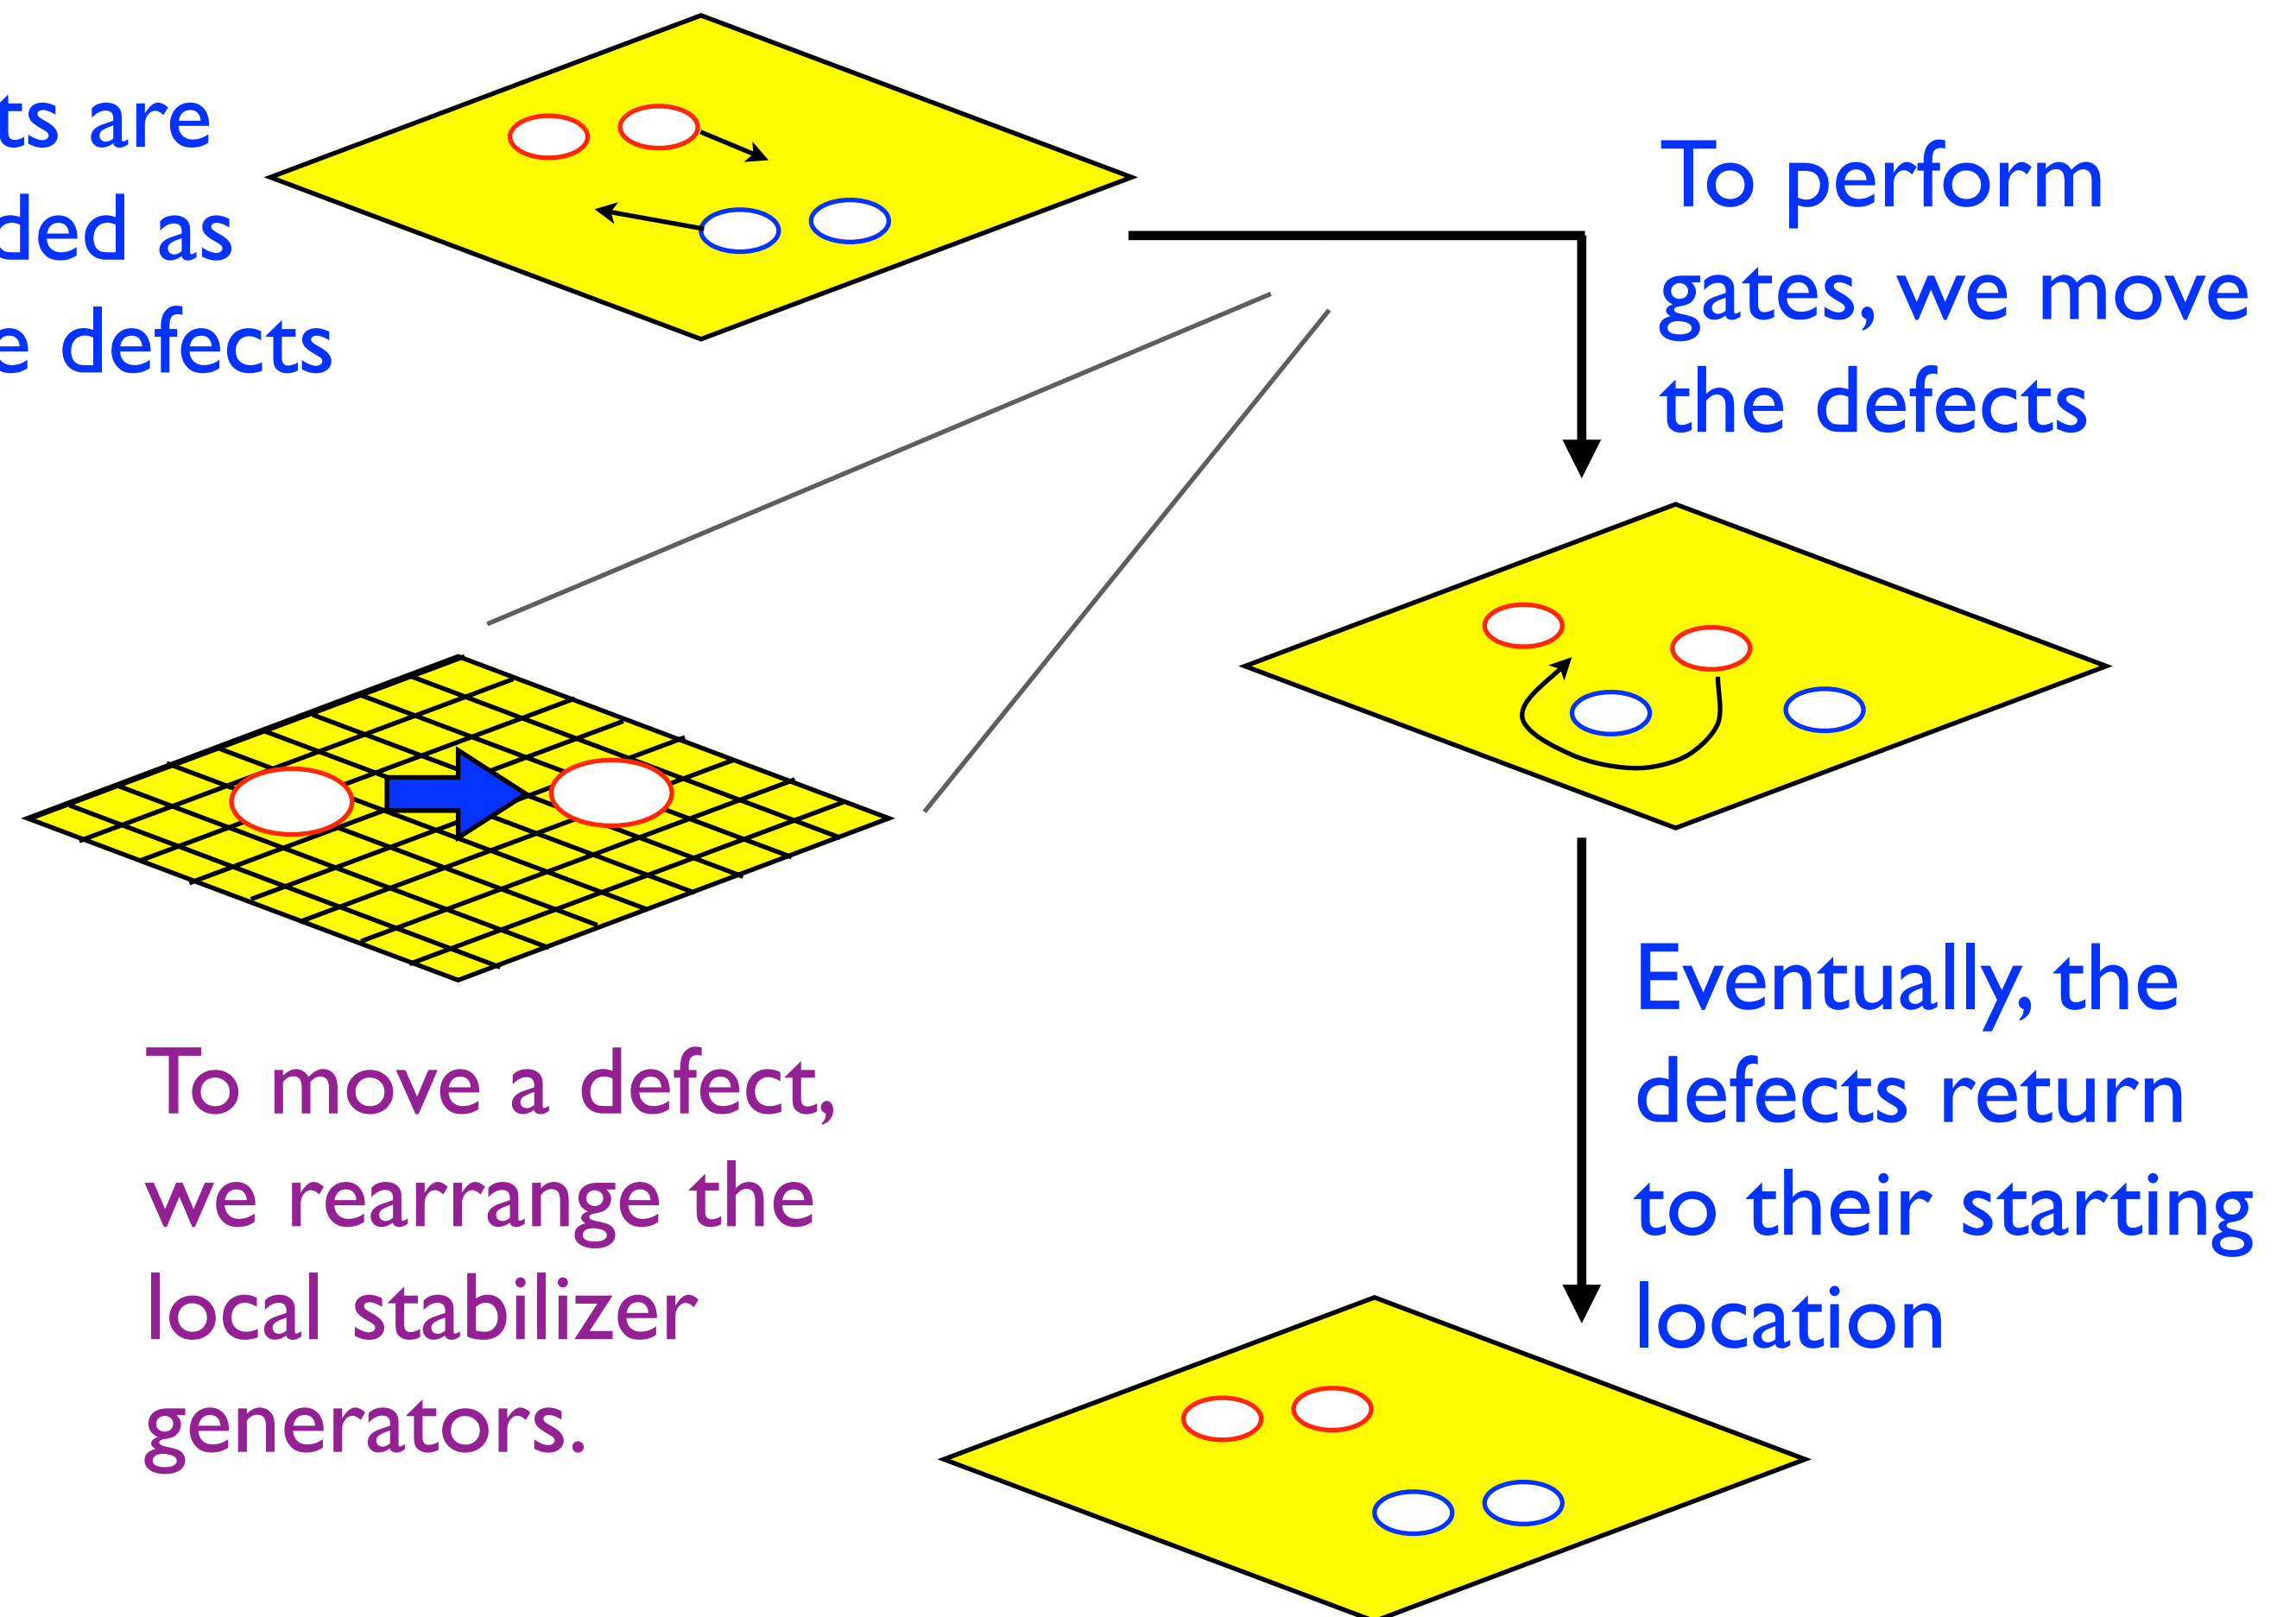 ts are
ded as
e defects
To perform
gates, we move
the defects
To move a defect,
we rearrange the
local stabilizer
generators.
Eventually, the
defects return
to their starting
location